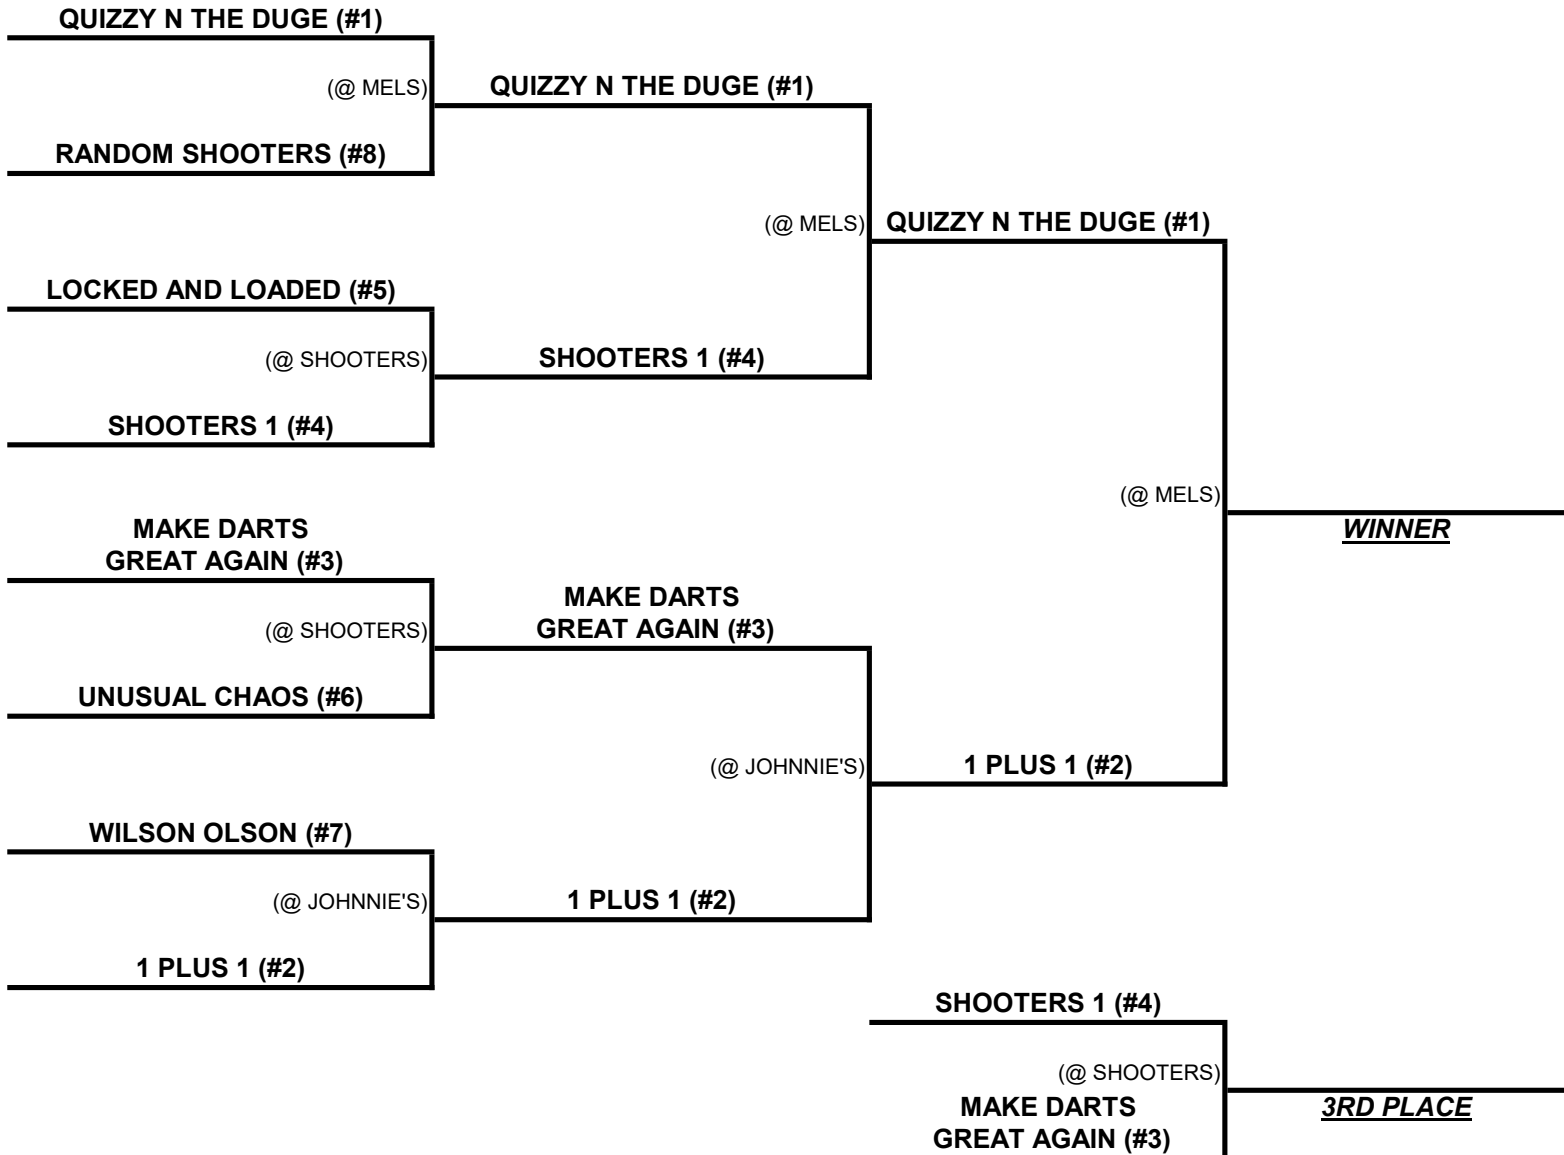 QUIZZY N THE DUGE (#1)
(@ MELS)
QUIZZY N THE DUGE (#1)
RANDOM SHOOTERS (#8)
(@ MELS)
QUIZZY N THE DUGE (#1)
LOCKED AND LOADED (#5)
(@ SHOOTERS)
SHOOTERS 1 (#4)
SHOOTERS 1 (#4)
(@ MELS)
WINNER
MAKE DARTS
GREAT AGAIN (#3)
(@ SHOOTERS)
MAKE DARTS
GREAT AGAIN (#3)
UNUSUAL CHAOS (#6)
(@ JOHNNIE'S)
1 PLUS 1 (#2)
WILSON OLSON (#7)
(@ JOHNNIE'S)
1 PLUS 1 (#2)
1 PLUS 1 (#2)
SHOOTERS 1 (#4)
(@ SHOOTERS)
3RD PLACE
MAKE DARTS
GREAT AGAIN (#3)